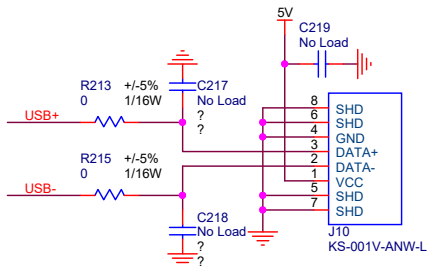 5V
C219
No Load
R213 +/-5%
0 1/16W
C217
No Load
?
?
USB+
8 SHD
6 SHD
4 GND
3 DATA+
2 DATA-
1 VCC
5 SHD
7 SHD
R215 +/-5%
0 1/16W
USB-
C218
No Load
?
?
J10
KS-001V-ANW-L